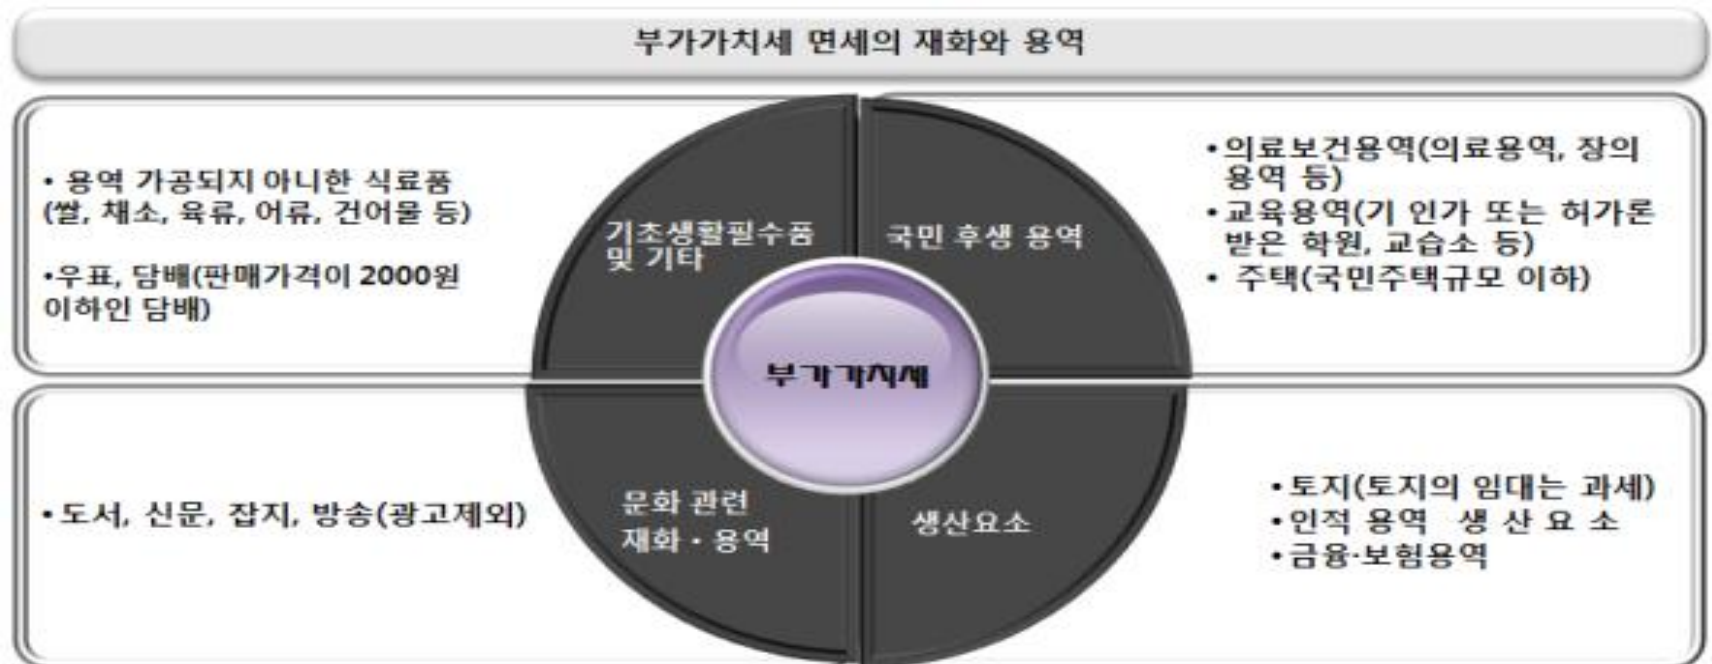 부가가치세 면세의 재화와 용역
• 용역 가공되지 아니한 식료품
(쌀, 채소, 육류, 어류, 건어물 등)
•우표, 담배(판매가격이 2000원
이하인 담배)
기초생활필수품
및 기타
국민 후생 용역
•의료보건용역(의료용역, 장의
용역 등)
•교육용역(기 인가 또는 허가론
받은 학원, 교습소 등)
• 주택(국민주택규모 이하)
부가가치세
•도서, 신문, 잡지, 방송(광고제외)
문화 관련
재화・용역
생산요소
•토지(토지의 임대는 과세)
•인적 용역 생 산 요 소
•금융·보험용역